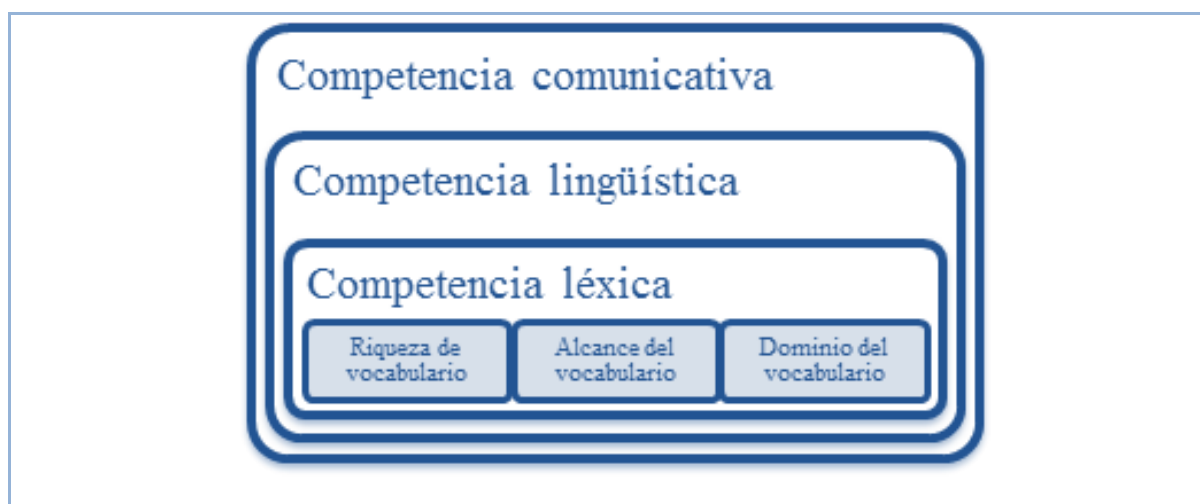 Competencia comunicativa
Competencia lingüística
Competencia léxica
Riqueza de
vocabulario
Alcance del
vocabulario
Dominio del
vocabulario